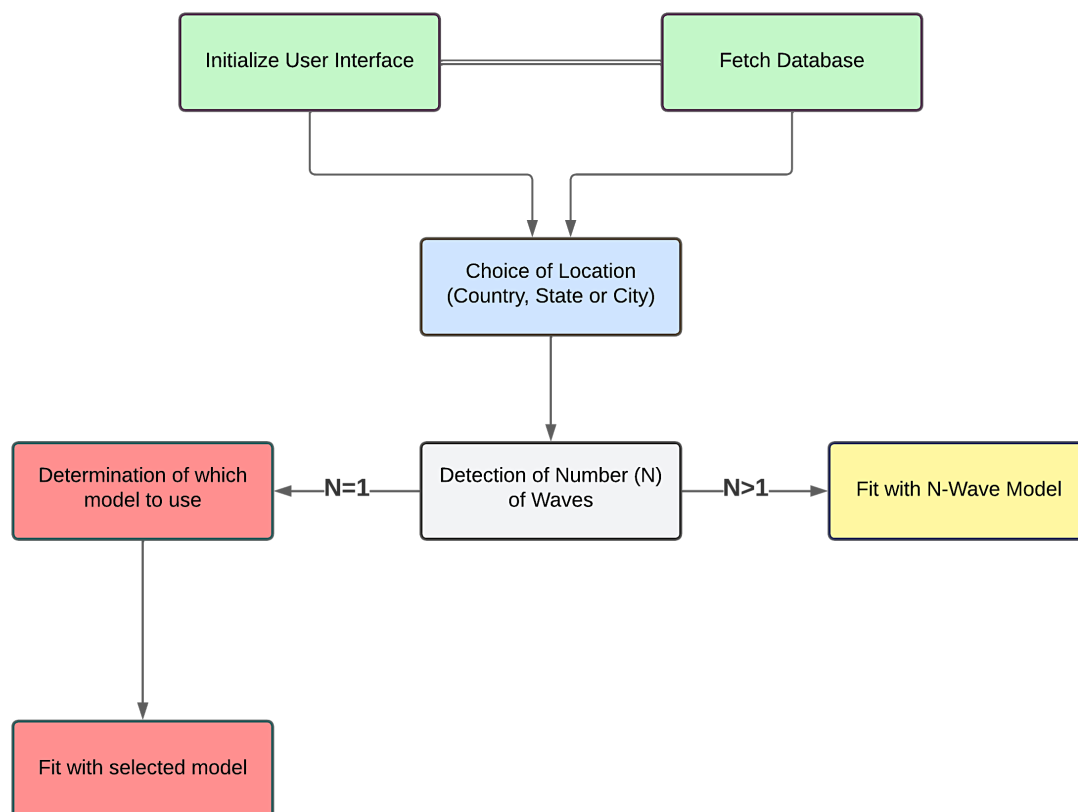 Initialize User Interface
Fetch Database
Choice of Location
(Country, State or City)
Determination of which
model to use
N=1
Detection of Number (N)
of Waves
N>1
Fit with N-Wave Model
Fit with selected model